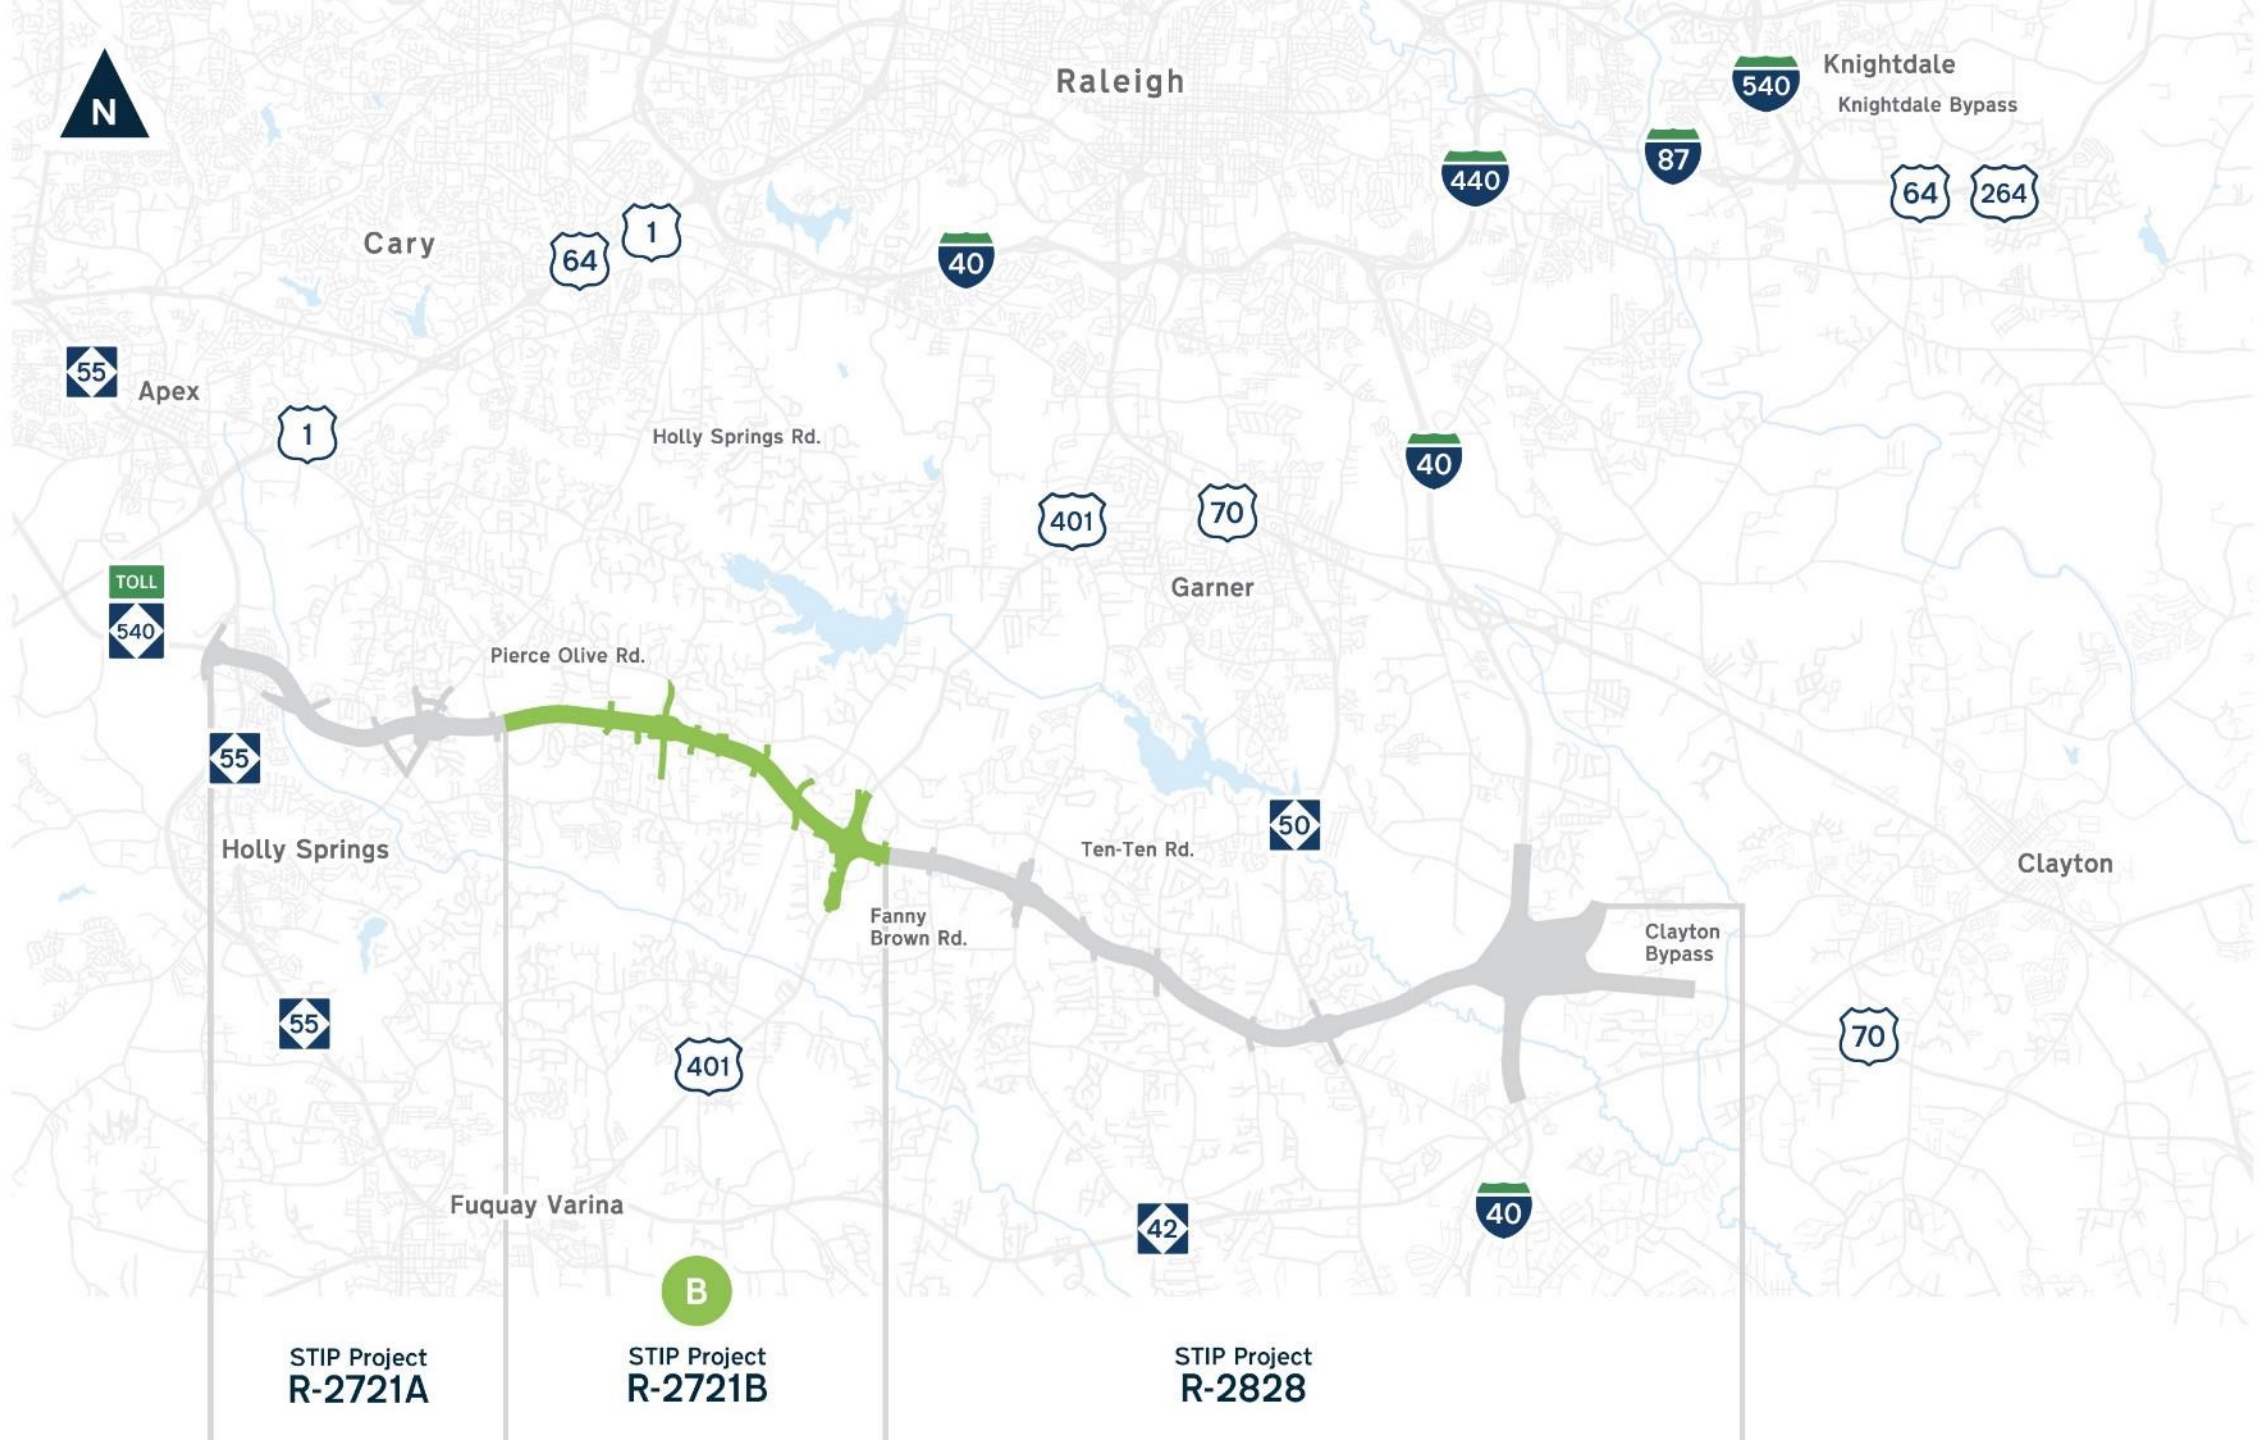 N
Raleigh
540
Knightdale
Knightdale Bypass
87
440
64
264
Cary
64
1
40
55
Apex
1
Holly Springs Rd.
40
401
70
Garner
TOLL
540
Pierce Olive Rd.
55
Holly Springs
Ten-Ten Rd.
50
Clayton
Fanny
Brown Rd.
Clayton
Bypass
55
401
70
Fuquay Varina
42
40
B
STIP Project
R-2721A
STIP Project
R-2721B
STIP Project
R-2828